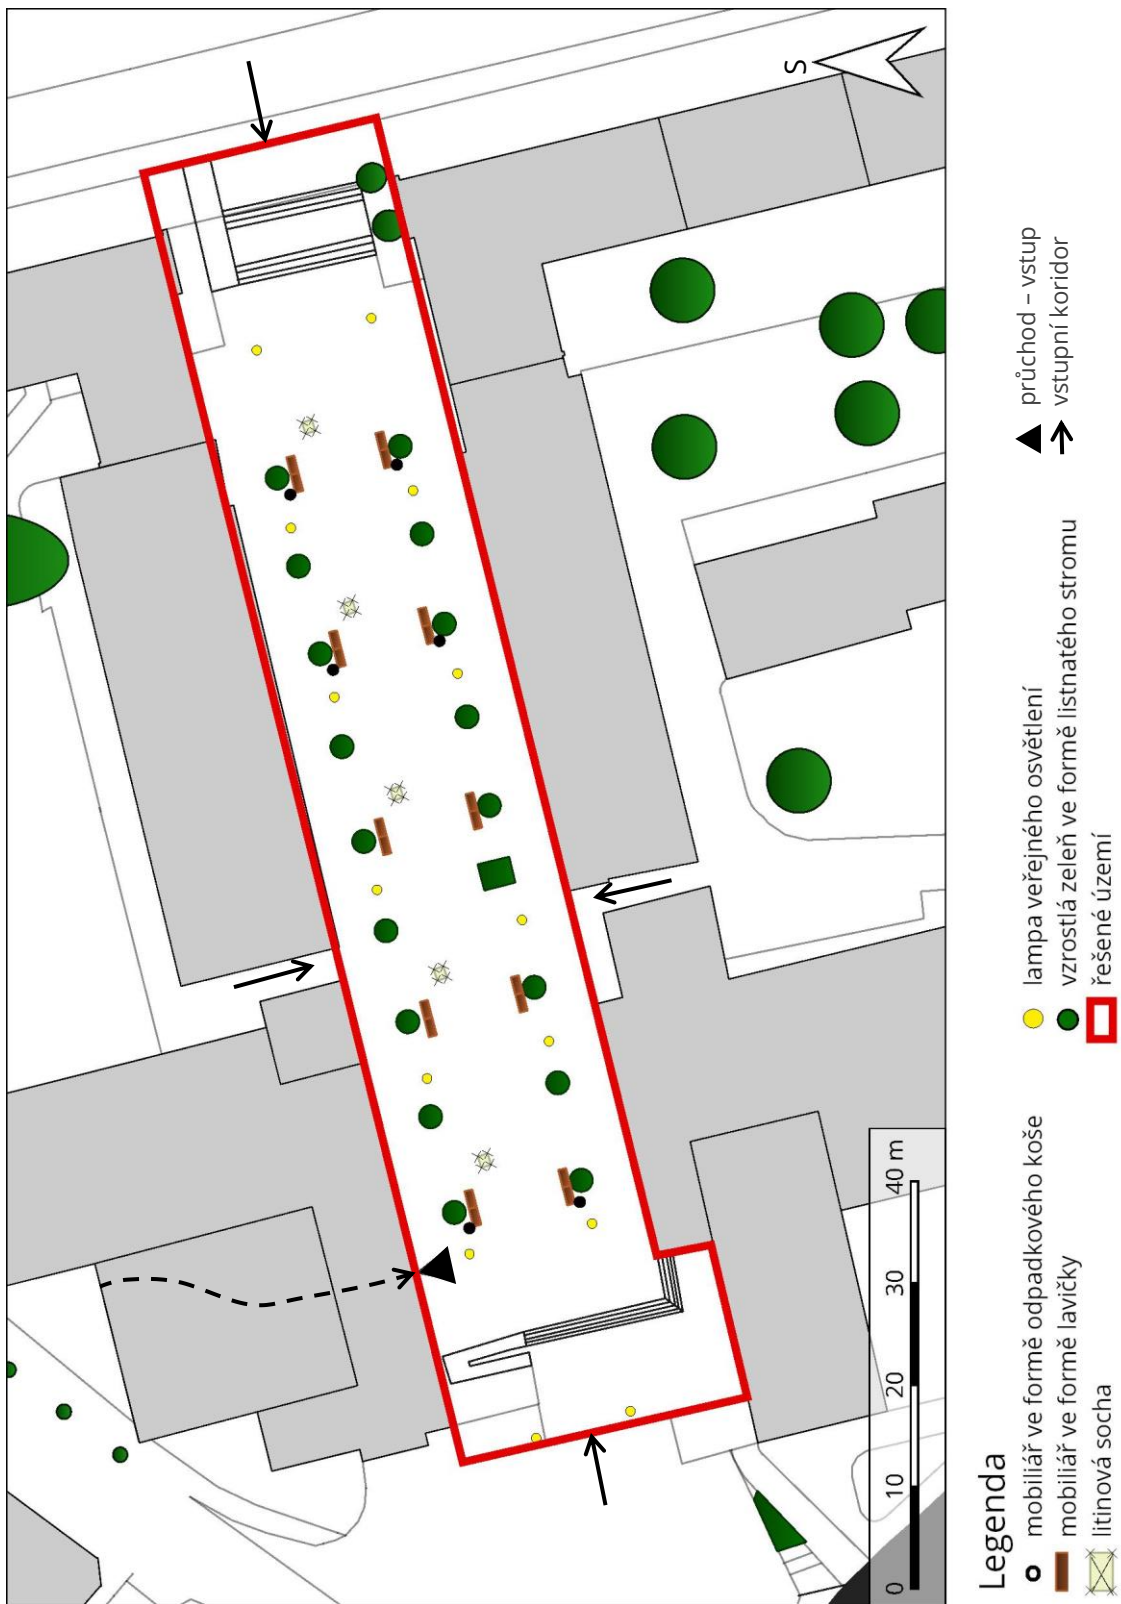 S
0 10 20 30 40 m
Legenda
mobiliář ve formě odpadkového koše
mobiliář ve formě lavičky
litinová socha
lampa veřejného osvětlení
vzrostlá zeleň ve formě listnatého stromu
řešené území
průchod – vstup
vstupní koridor